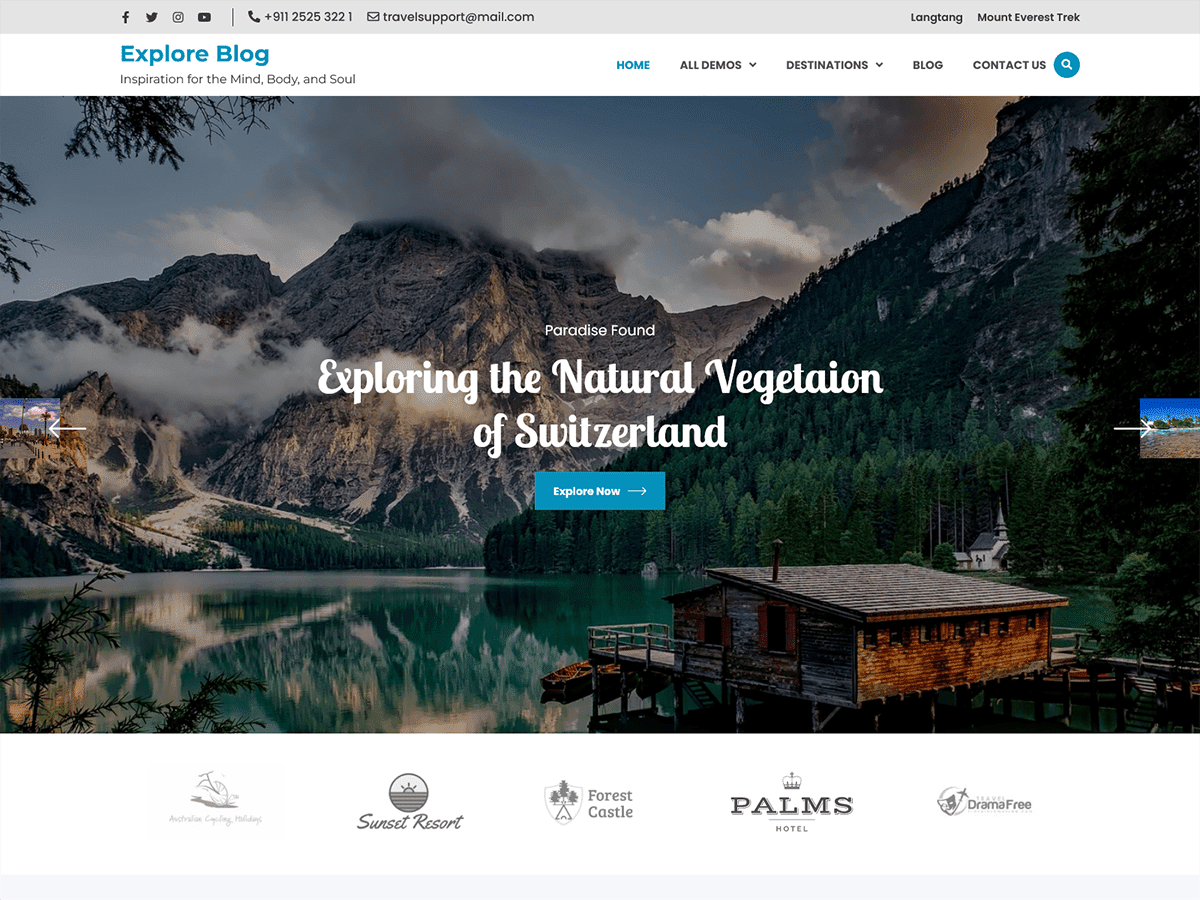 +911 2525 322 1 travelsupport@mail.com Langtang Mount Everest Trek
Explore Blog
Inspiration for the Mind, Body, and Soul
HOME ALL DEMOS DESTINATIONS BLOG CONTACT US
Paradise Found
Exploring the Natural Vegetaion
of Switzerland
Explore Now
Australian Cycling Holidays
Sunset Resort
Forest
Castle
PALMS
HOTEL
TRAVEL
DramaFree